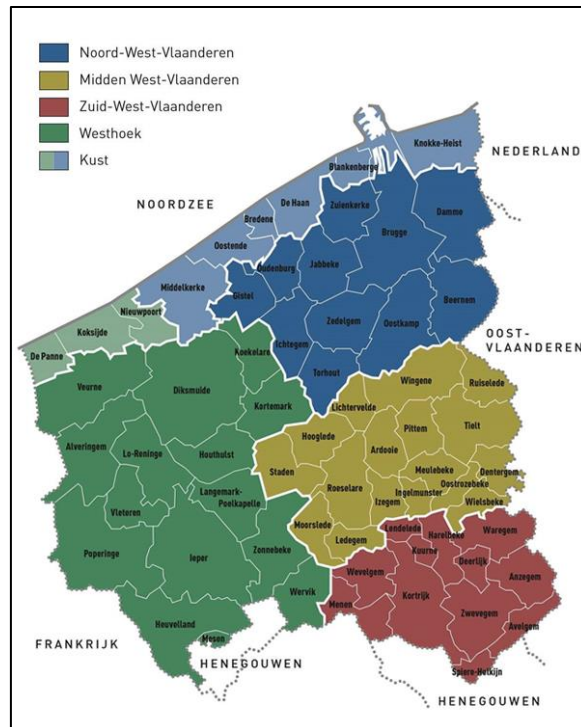 Noord-West-Vlaanderen
Midden West-Vlaanderen
Zuid-West-Vlaanderen
Westhoek
Kust
Knokke-Heist
NEDERLAND
Blankenberge
NOORDZEE
De Haan
Zuienkerke
Damme
Bredene
Brugge
Oostende
Oudenburg
Jabbeke
Middelkerke
Gistel
Beernem
Nieuwpoort
Zedelgem
Oostkamp
Koksijde
Ichtegem
OOST-
VLAANDEREN
De Panne
Koekelare
Torhout
Wingene
Veurne
Diksmuide
Ruiselede
Kortemark
Lichtervelde
Pittem
Tielt
Hooglede
Alveringem
Lo-Reninge
Ardooie
Houthulst
Meulebeke
Dentergem
Staden
Roeselare
Oostrozebeke
Langemark-
Poelkapelle
Ingelmunster
Izegem
Wielsbeke
Vleteren
Moorslede
Lendelede
Harelbeke
Waregem
Ledegem
Poperinge
Ieper
Zonnebeke
Kuurne
Deerlijk
Wevelgem
Anzegem
Wervik
Kortrijk
Menen
Zwevegem
Heuvelland
Avelgem
Mesen
FRANKRIJK
HENEGOUWEN
Spiere-Helkijn
HENEGOUWEN